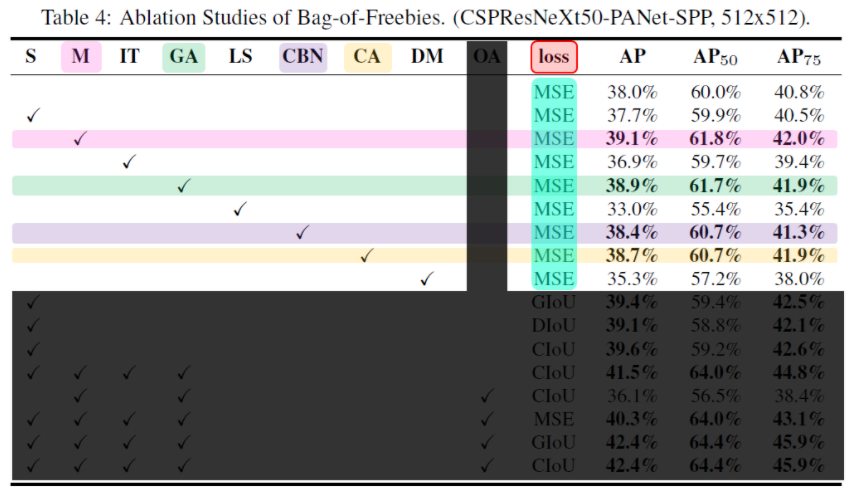 Table 4: Ablation Studies of Bag-of-Freebies. (CSPResNeXt50-PANet-SPP, 512x512).
S M IT GA LS CBN CA DM OA loss AP AP50 AP75
MSE 38.0% 60.0% 40.8%
✓ MSE 37.7% 59.9% 40.5%
✓ MSE 39.1% 61.8% 42.0%
✓ MSE 36.9% 59.7% 39.4%
✓ MSE 38.9% 61.7% 41.9%
✓ MSE 33.0% 55.4% 35.4%
✓ MSE 38.4% 60.7% 41.3%
✓ MSE 38.7% 60.7% 41.9%
✓ MSE 35.3% 57.2% 38.0%
✓ GIoU 39.4% 59.4% 42.5%
✓ DIoU 39.1% 58.8% 42.1%
✓ CIoU 39.6% 59.2% 42.6%
✓ ✓ ✓ ✓ CIoU 41.5% 64.0% 44.8%
✓ ✓ ✓ CIoU 36.1% 56.5% 38.4%
✓ ✓ ✓ ✓ ✓ MSE 40.3% 64.0% 43.1%
✓ ✓ ✓ ✓ ✓ GIoU 42.4% 64.4% 45.9%
✓ ✓ ✓ ✓ ✓ CIoU 42.4% 64.4% 45.9%